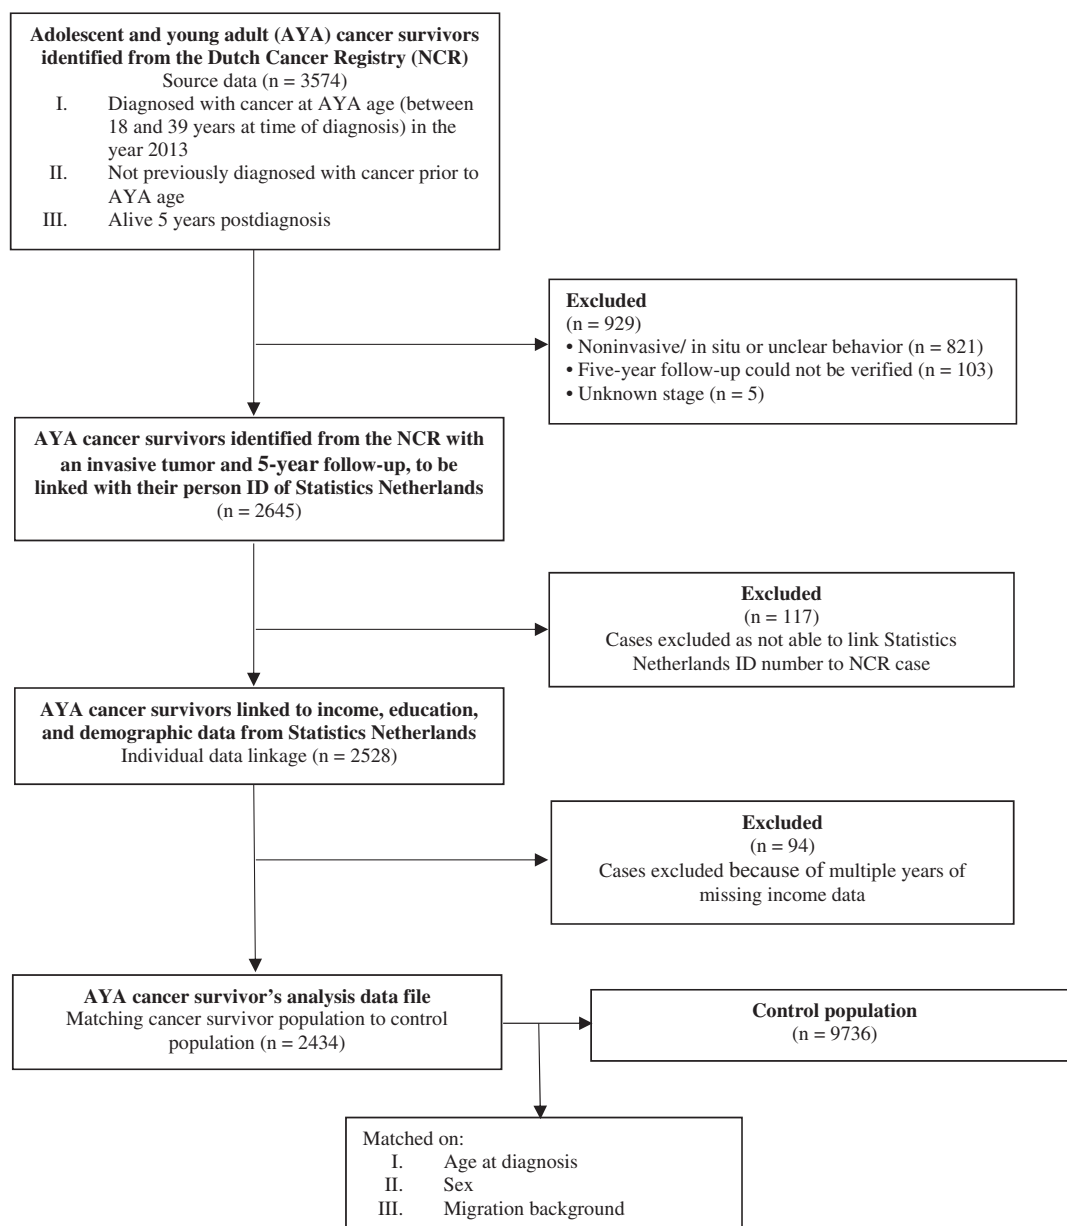 Adolescent and young adult (AYA) cancer survivors
identified from the Dutch Cancer Registry (NCR)
Source data (n = 3574)
I. Diagnosed with cancer at AYA age (between
18 and 39 years at time of diagnosis) in the
year 2013
II. Not previously diagnosed with cancer prior to
AYA age
III. Alive 5 years postdiagnosis
Excluded
(n = 929)
• Noninvasive/ in situ or unclear behavior (n = 821)
• Five-year follow-up could not be verified (n = 103)
• Unknown stage (n = 5)
AYA cancer survivors identified from the NCR with
an invasive tumor and 5-year follow-up, to be
linked with their person ID of Statistics Netherlands
(n = 2645)
Excluded
(n = 117)
Cases excluded as not able to link Statistics
Netherlands ID number to NCR case
AYA cancer survivors linked to income, education,
and demographic data from Statistics Netherlands
Individual data linkage (n = 2528)
Excluded
(n = 94)
Cases excluded because of multiple years of
missing income data
AYA cancer survivor's analysis data file
Matching cancer survivor population to control
population (n = 2434)
Control population
(n = 9736)
Matched on:
I. Age at diagnosis
II. Sex
III. Migration background